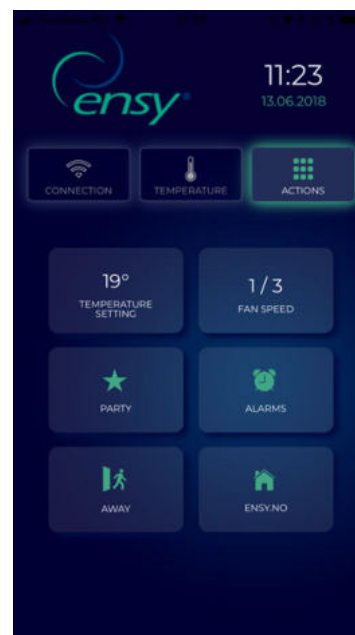 ensy
11:23
13.06.2018
CONNECTION
TEMPERATURE
ACTIONS
19°
TEMPERATURE
SETTING
1 / 3
FAN SPEED
PARTY
ALARMS
AWAY
ENSY.NO